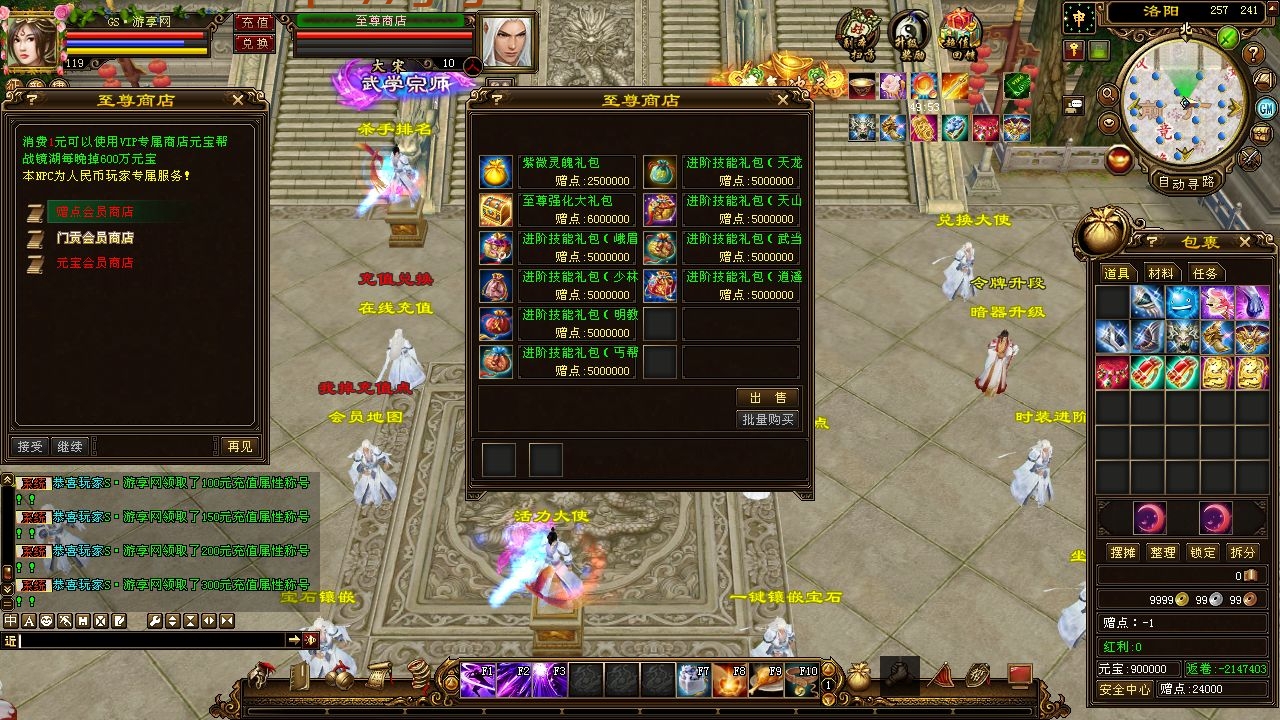 GS·游亭网
119
充值
兑换
至尊商店
10
大宋
武学宗师
至尊商店
消费1元可以使用VIP专属商店元宝帮
战镜湖每晚掉600万元宝
本NPC为人民币玩家专属服务!
赠点会员商店
门贡会员商店
元宝会员商店
接受
继续
再见
杀手排名
充值兑换
在线充值
我掉充值点
会员地图
活力大使
宝石镶嵌
一键镶嵌宝石
兑换大使
令牌升段
暗器升级
时装进阶
点
坐
至尊商店
紫微灵魄礼包
赠点:2500000
进阶技能礼包(天龙
赠点:5000000
至尊强化大礼包
赠点:6000000
进阶技能礼包(天山
赠点:5000000
进阶技能礼包(峨眉
赠点:5000000
进阶技能礼包(武当
赠点:5000000
进阶技能礼包(少林
赠点:5000000
进阶技能礼包(逍遥
赠点:5000000
进阶技能礼包(明教
赠点:5000000
进阶技能礼包(丐帮
赠点:5000000
出 售
批量购买
49:53
洛阳
257 241
北
申
GM
自动寻路
包裹
道具
材料
任务
摆摊
整理
锁定
拆分
0
9999 99 99
赠点:-1
红利:0
元宝:900000
返卷:2147403
安全中心
赠点:24000
恭喜玩家S·游亭网领取了100元充值属性称号
!!
恭喜玩家S·游亭网领取了150元充值属性称号
!!
恭喜玩家S·游亭网领取了200元充值属性称号
!!
恭喜玩家S·游亭网领取了300元充值属性称号
!!
中
A
近
F1
F2
F3
F7
F8
F9
F10
1